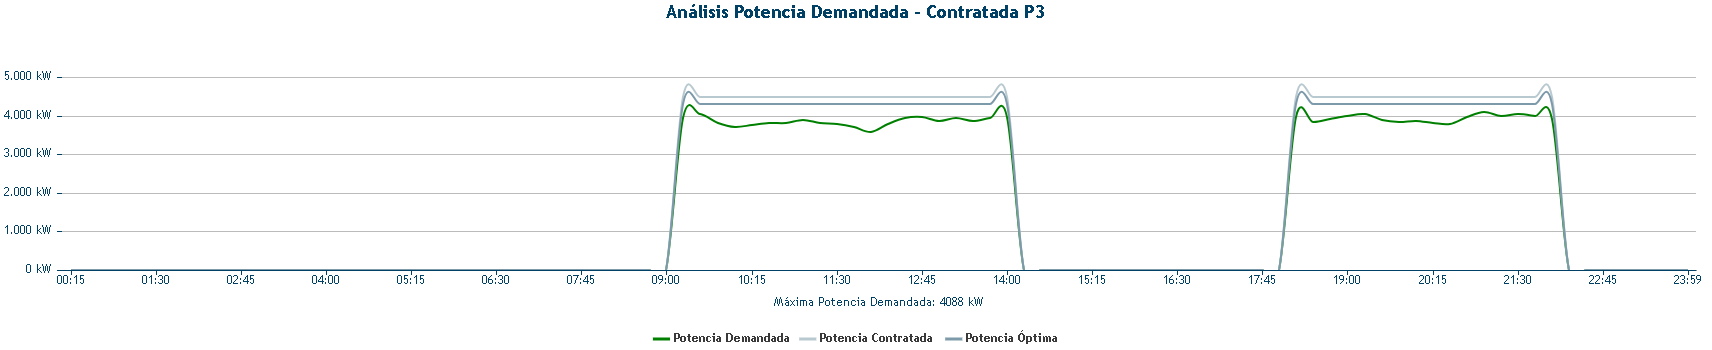 Análisis Potencia Demandada - Contratada P3
5.000 kW
4.000 kW
3.000 kW
2.000 kW
1.000 kW
0 kW
00:15 01:30 02:45 04:00 05:15 06:30 07:45 09:00 10:15 11:30 12:45 14:00 15:15 16:30 17:45 19:00 20:15 21:30 22:45 23:59
Máxima Potencia Demandada: 4088 kW
Potencia Demandada Potencia Contratada Potencia Óptima